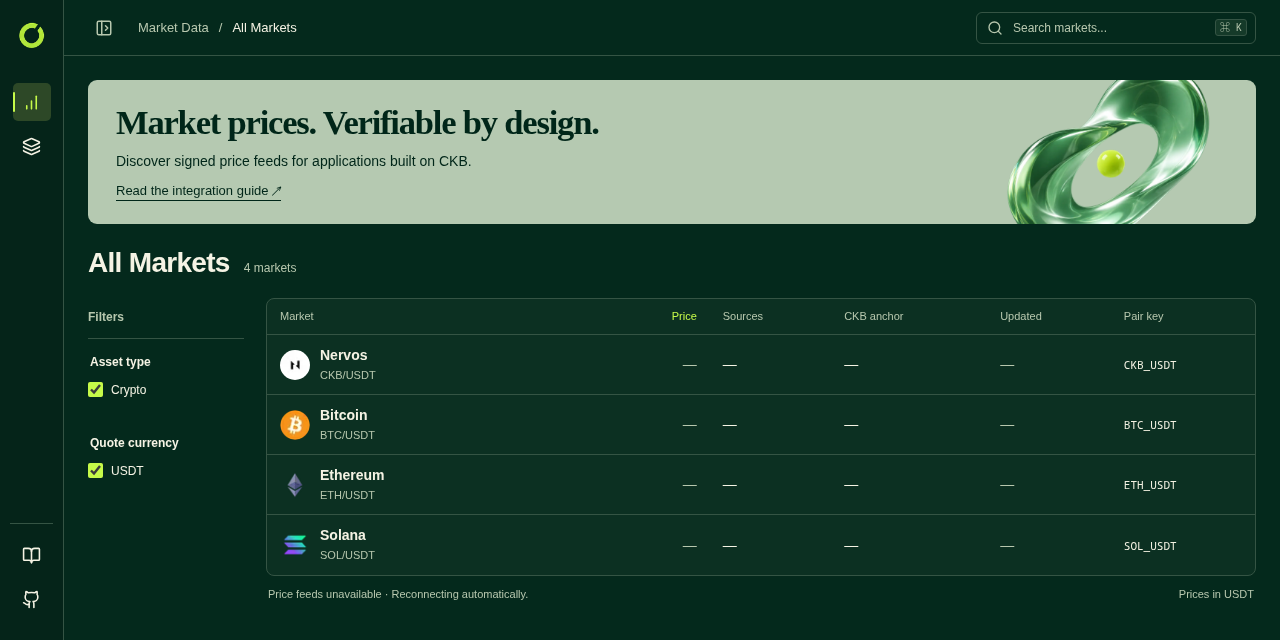 Market Data / All Markets
Search markets... ⌘ K
Market prices. Verifiable by design.
Discover signed price feeds for applications built on CKB.
Read the integration guide ↗
All Markets 4 markets
Filters
Asset type
Crypto
Quote currency
USDT
Market Price Sources CKB anchor Updated Pair key
Nervos
CKB/USDT — — — — CKB_USDT
Bitcoin
BTC/USDT — — — — BTC_USDT
Ethereum
ETH/USDT — — — — ETH_USDT
Solana
SOL/USDT — — — — SOL_USDT
Price feeds unavailable · Reconnecting automatically. Prices in USDT